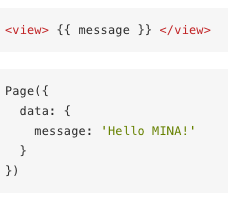 <view> {{ message }} </view>
Page({
  data: {
    message: 'Hello MINA!'
  }
})